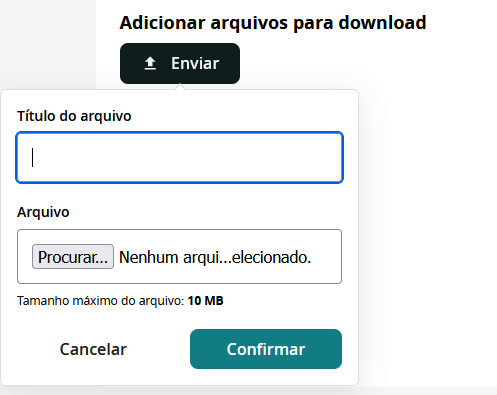 Adicionar arquivos para download
Enviar
Título do arquivo
Arquivo
Procurar... Nenhum arqui...elecionado.
Tamanho máximo do arquivo: 10 MB
Cancelar Confirmar